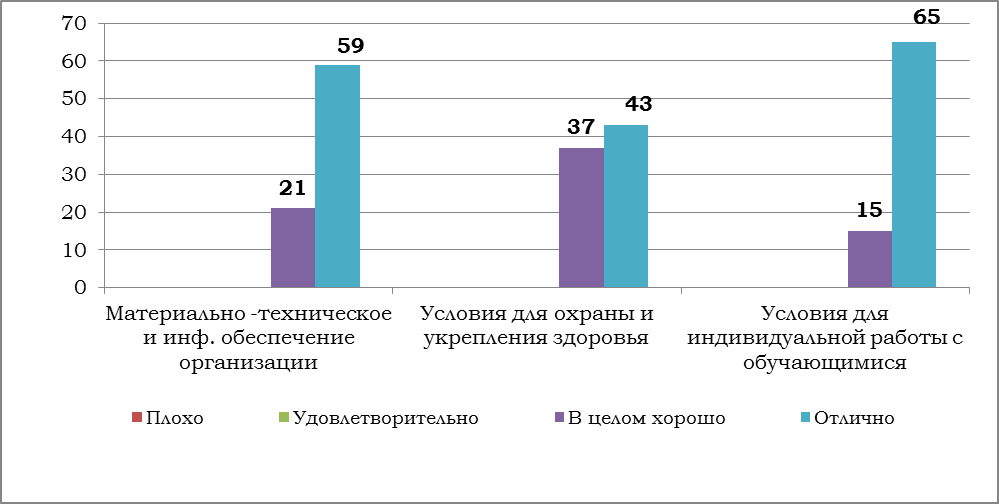 70
60
50
40
30
20
10
0
59
21
37
43
65
15
Материально -техническое
и инф. обеспечение
организации
Условия для охраны и
укрепления здоровья
Условия для
индивидуальной работы с
обучающимися
Плохо Удовлетворительно В целом хорошо Отлично